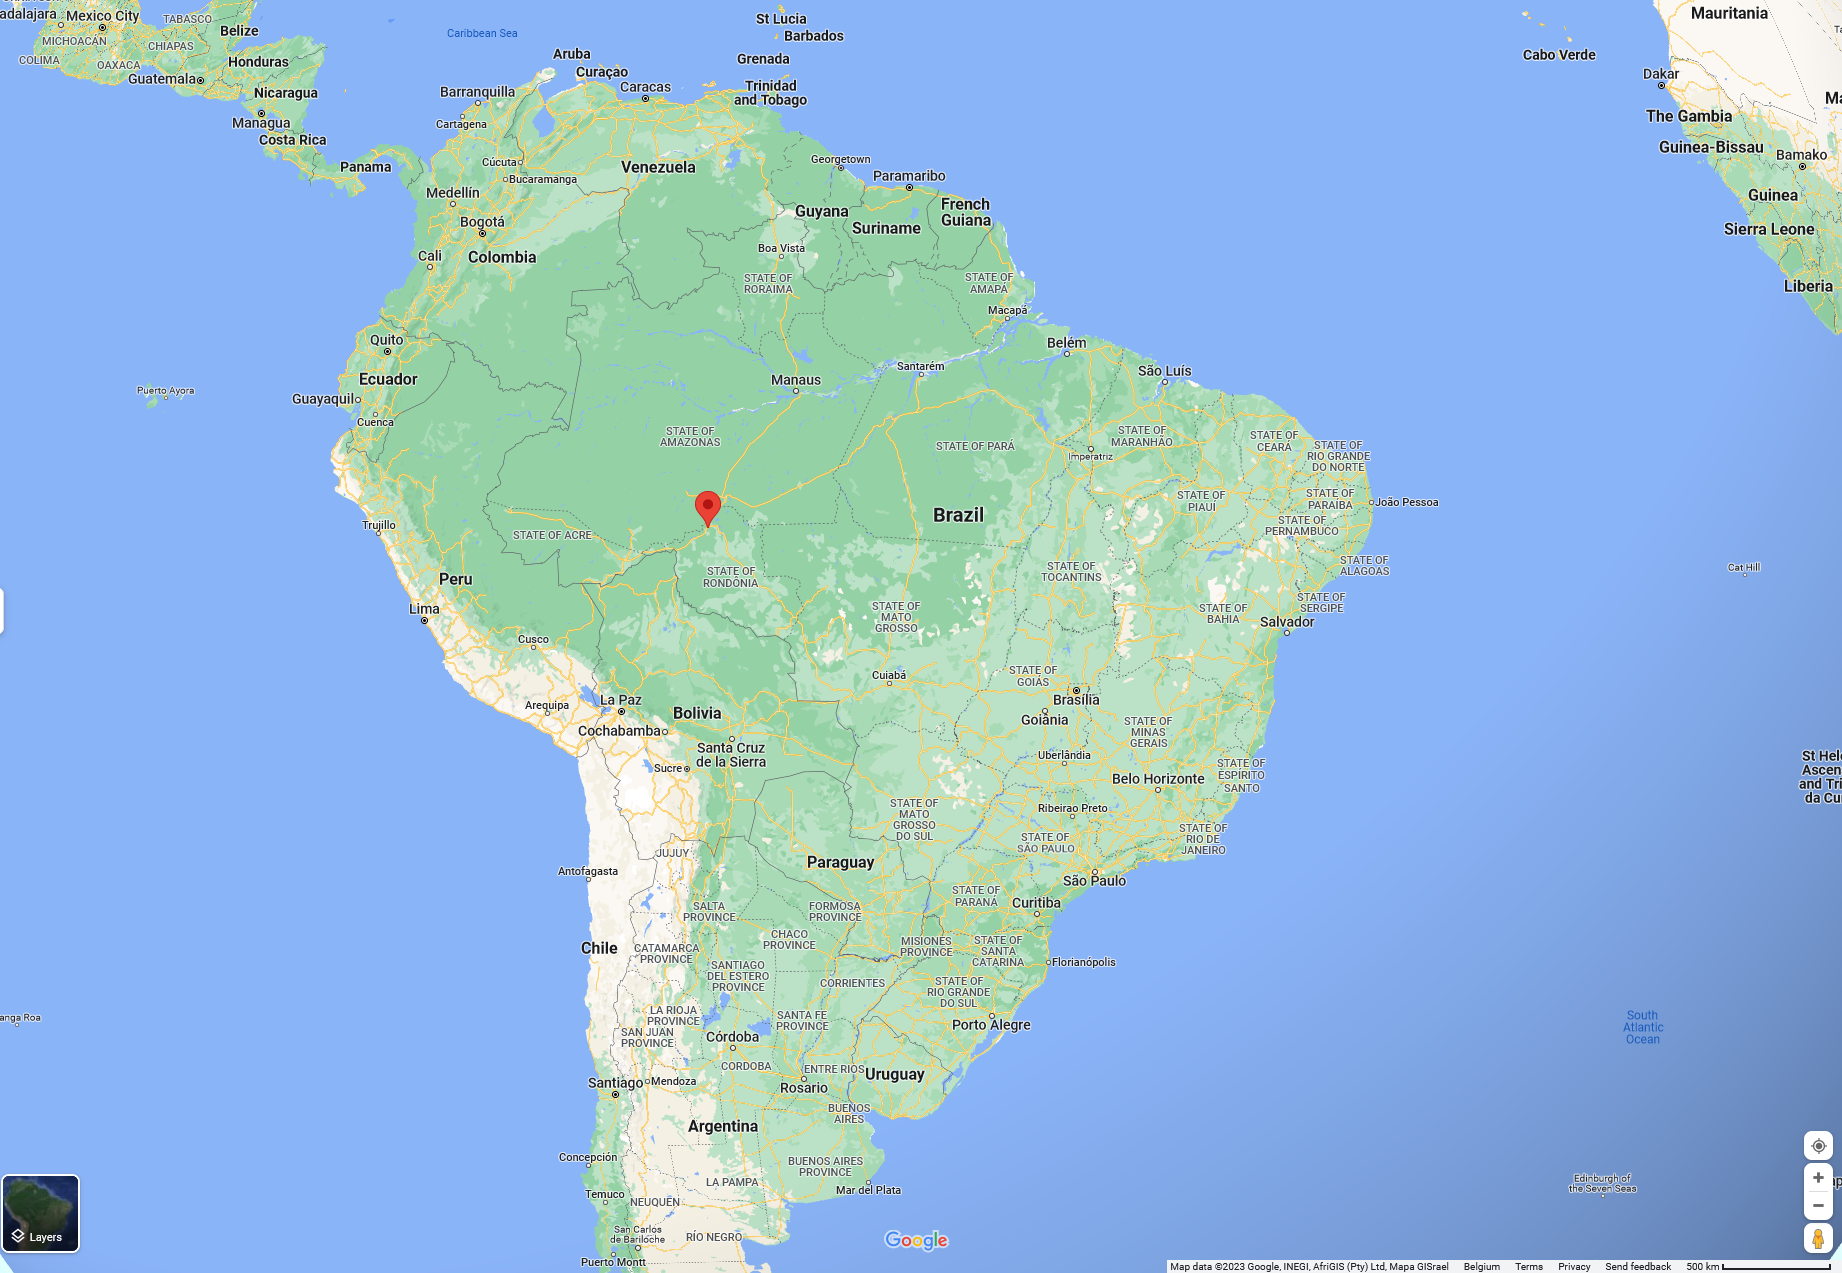 Mexico City
TABASCO
Belize
MICHOACÁN
CHIAPAS
COLIMA
OAXACA
Honduras
Guatemala
Nicaragua
Managua
Costa Rica
Panama
Caribbean Sea
St Lucia
Barbados
Aruba
Curaçao
Grenada
Barranquilla
Caracas
Trinidad
and Tobago
Cartagena
Cúcuta
Bucaramanga
Venezuela
Georgetown
Paramaribo
Medellín
Guyana
French
Guiana
Suriname
Bogotá
Cali
Colombia
Boa Vista
STATE OF
RORAIMA
STATE OF
AMAPÁ
Macapá
Mauritania
Cabo Verde
Dakar
The Gambia
Guinea-Bissau
Bamako
Guinea
Sierra Leone
Liberia
Quito
Ecuador
Guayaquil
Cuenca
Puerto Ayora
Manaus
Santarém
Belém
São Luís
STATE OF
AMAZONAS
STATE OF PARÁ
STATE OF
MARANHÃO
Imperatriz
STATE OF
CEARÁ
STATE OF
RIO GRANDE
DO NORTE
STATE OF
PIAUÍ
STATE OF
PARAÍBA
João Pessoa
STATE OF
PERNAMBUCO
STATE OF
ALAGOAS
STATE OF
SERGIPE
Brazil
Trujillo
STATE OF ACRE
Peru
STATE OF
RONDÔNIA
STATE OF
TOCANTINS
STATE OF
MATO
GROSSO
STATE OF
BAHIA
Salvador
Cat Hill
Lima
Cusco
Cuiabá
STATE OF
GOIÁS
Brasília
Goiânia
Arequipa
La Paz
Bolivia
Cochabamba
Santa Cruz
de la Sierra
Sucre
STATE OF
MINAS
GERAIS
Uberlândia
Belo Horizonte
STATE OF
ESPÍRITO
SANTO
Ribeirao Preto
STATE OF
MATO
GROSSO
DO SUL
STATE OF
SÃO PAULO
STATE OF
RIO DE
JANEIRO
JUJUY
Paraguay
Antofagasta
São Paulo
STATE OF
PARANÁ
Curitiba
SALTA
PROVINCE
FORMOSA
PROVINCE
CHACO
PROVINCE
MISIONES
PROVINCE
STATE OF
SANTA
CATARINA
Florianópolis
Chile
CATAMARCA
PROVINCE
SANTIAGO
DEL ESTERO
PROVINCE
CORRIENTES
STATE OF
RIO GRANDE
DO SUL
LA RIOJA
PROVINCE
SANTA FE
PROVINCE
Porto Alegre
SAN JUAN
PROVINCE
Córdoba
CORDOBA
ENTRE RIOS
Uruguay
Santiago
Mendoza
Rosario
BUENOS
AIRES
Argentina
South
Atlantic
Ocean
Concepción
BUENOS AIRES
PROVINCE
LA PAMPA
Mar del Plata
Temuco
NEUQUEN
San Carlos
de Bariloche
RÍO NEGRO
Puerto Montt
Edinburgh of
the Seven Seas
Layers
Google
Map data ©2023 Google, INEGI, AfriGIS (Pty) Ltd, Mapa GISrael Belgium Terms Privacy Send feedback 500 km